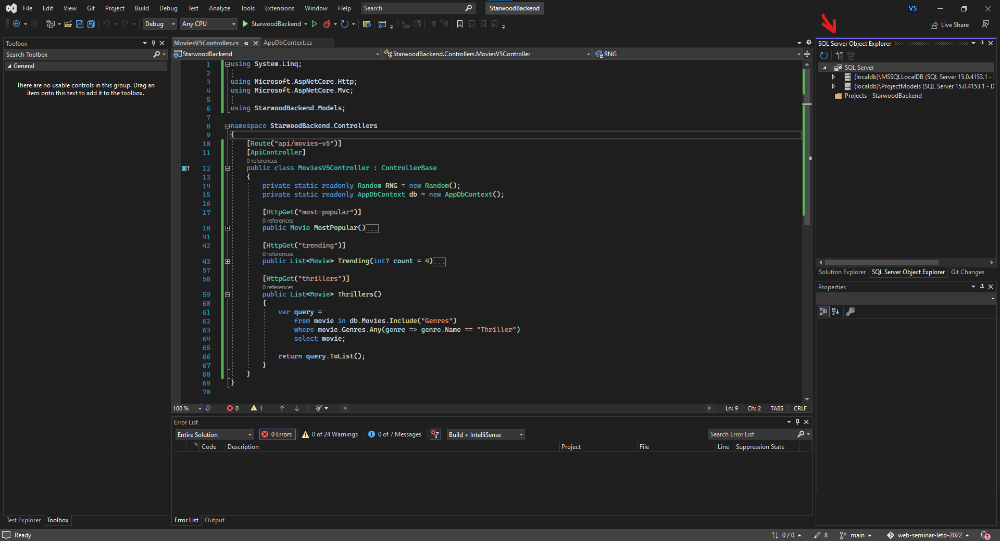 File Edit View Git Project Build Debug Test Analyze Tools Extensions Window Help Search StarwoodBackend VS
Debug Any CPU StarwoodBackend Live Share
Toolbox
Search Toolbox
General
There are no usable controls in this group. Drag an
item onto this text to add it to the toolbox.
Test Explorer Toolbox
MoviesV5Controller.cs AppDbContext.cs
StarwoodBackend StarwoodBackend.Controllers.MoviesV5Controller RNG
1 using System.Linq;
2
3 using Microsoft.AspNetCore.Http;
4 using Microsoft.AspNetCore.Mvc;
5
6 using StarwoodBackend.Models;
7
8 namespace StarwoodBackend.Controllers
9 {
10 [Route("api/movies-v5")]
11 [ApiController]
0 references
12 public class MoviesV5Controller : ControllerBase
13 {
14 private static readonly Random RNG = new Random();
15 private static readonly AppDbContext db = new AppDbContext();
16
17 [HttpGet("most-popular")]
0 references
18 public Movie MostPopular()...
41
42 [HttpGet("trending")]
0 references
43 public List<Movie> Trending(int? count = 4)...
57
58 [HttpGet("thrillers")]
0 references
59 public List<Movie> Thrillers()
60 {
61 var query =
62 from movie in db.Movies.Include("Genres")
63 where movie.Genres.Any(genre => genre.Name == "Thriller")
64 select movie;
65
66 return query.ToList();
67 }
68 }
69 }
70
100 % 0 1 Ln: 9 Ch: 2 TABS CRLF
Error List
Entire Solution 0 Errors 0 of 24 Warnings 0 of 7 Messages Build + IntelliSense Search Error List
Code Description Project File Line Suppression State
Error List Output
SQL Server Object Explorer
SQL Server
(localdb)\MSSQLLocalDB (SQL Server 15.0.4153.1 -
(localdb)\ProjectModels (SQL Server 15.0.4153.1 - D
Projects - StarwoodBackend
Solution Explorer SQL Server Object Explorer Git Changes
Properties
Ready 0 / 0 8 main web-seminar-leto-2022 1